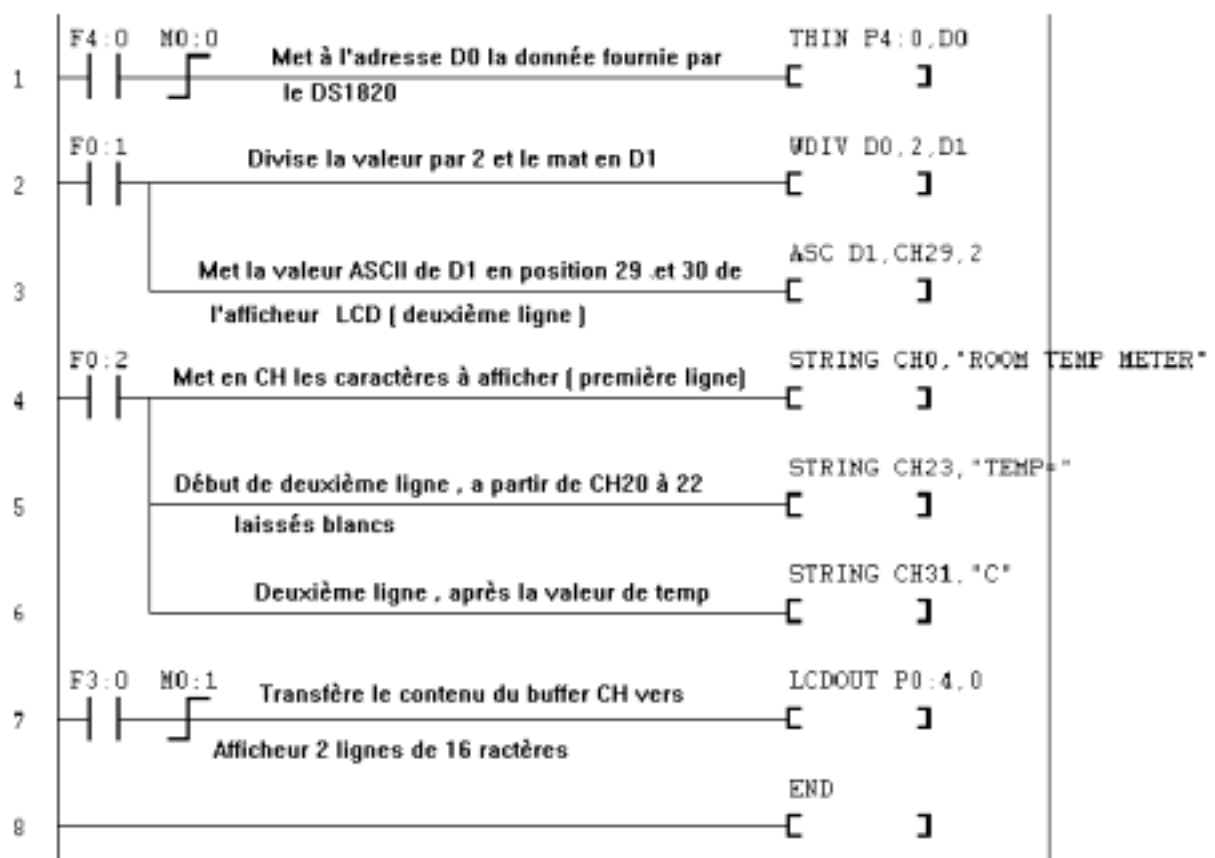 F4:0 M0:0 THIN P4:0,D0
Met à l'adresse D0 la donnée fournie par
1
le DS1820
F0:1 WDIV D0,2,D1
Divise la valeur par 2 et le mat en D1
2
ASC D1,CH29,2
Met la valeur ASCII de D1 en position 29 .et 30 de
3
l'afficheur LCD ( deuxième ligne )
F0:2 STRING CH0,"ROOM TEMP METER"
Met en CH les caractères à afficher ( première ligne)
4
STRING CH23,"TEMP="
Début de deuxième ligne , a partir de CH20 à 22
5
laissés blancs
STRING CH31,"C"
Deuxième ligne , après la valeur de temp
6
F3:0 M0:1 LCDOUT P0:4,0
Transfère le contenu du buffer CH vers
7
Afficheur 2 lignes de 16 ractères
END
8